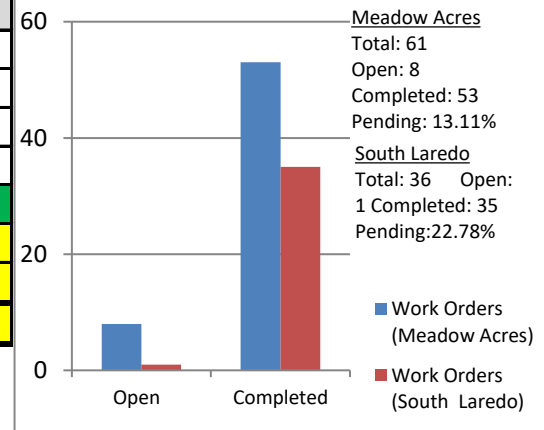 60
40
20
0
Open Completed
Meadow Acres
Total: 61
Open: 8
Completed: 53
Pending: 13.11%
South Laredo
Total: 36 Open:
1 Completed: 35
Pending:22.78%
Work Orders
(Meadow Acres)
Work Orders
(South Laredo)